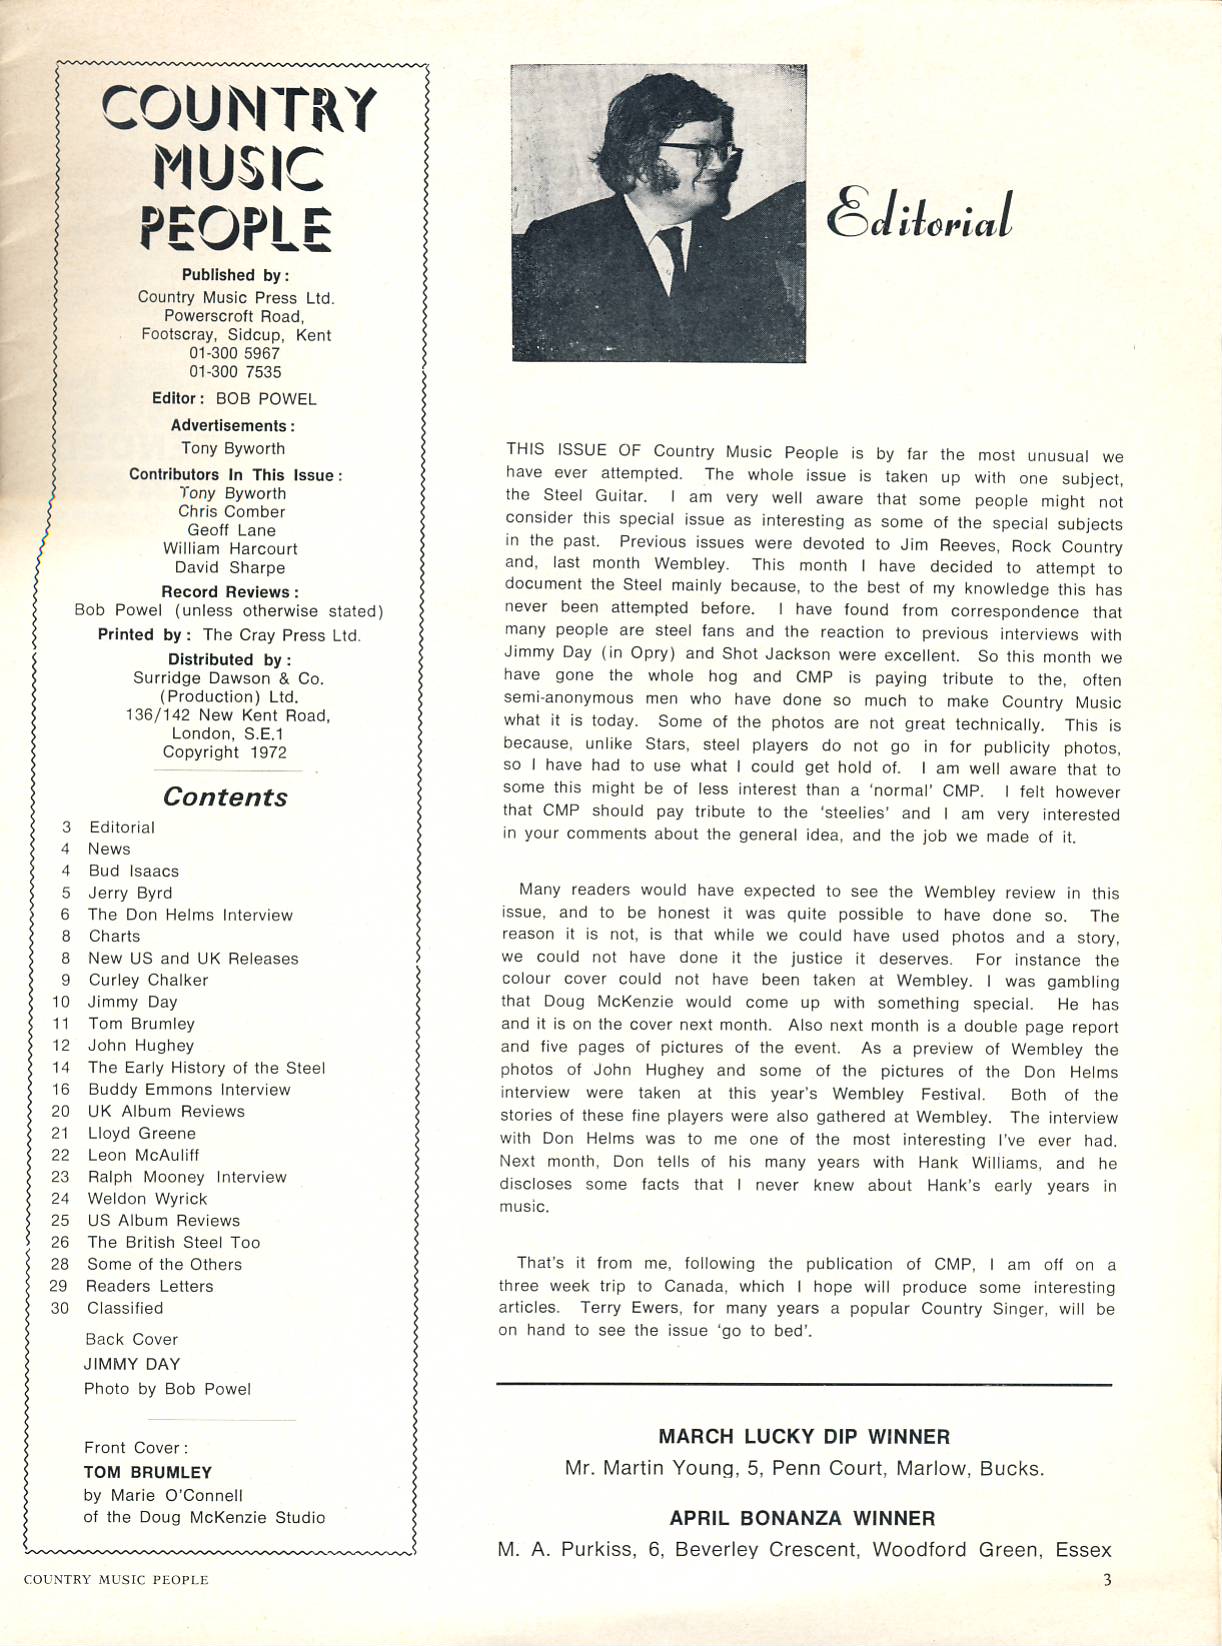 COUNTRY
MUSIC
PEOPLE
Published by :
Country Music Press Ltd.
Powerscroft Road,
Footscray, Sidcup, Kent
01-300 5967
01-300 7535
Editor : BOB POWEL
Advertisements :
Tony Byworth
Contributors In This Issue :
Tony Byworth
Chris Comber
Geoff Lane
William Harcourt
David Sharpe
Record Reviews :
Bob Powel (unless otherwise stated)
Printed by : The Cray Press Ltd.
Distributed by :
Surridge Dawson & Co.
(Production) Ltd.
136/142 New Kent Road,
London, S.E.1
Copyright 1972
Contents
3 Editorial
4 News
4 Bud Isaacs
5 Jerry Byrd
6 The Don Helms Interview
8 Charts
8 New US and UK Releases
9 Curley Chalker
10 Jimmy Day
11 Tom Brumley
12 John Hughey
14 The Early History of the Steel
16 Buddy Emmons Interview
20 UK Album Reviews
21 Lloyd Greene
22 Leon McAuliff
23 Ralph Mooney Interview
24 Weldon Wyrick
25 US Album Reviews
26 The British Steel Too
28 Some of the Others
29 Readers Letters
30 Classified
Back Cover
JIMMY DAY
Photo by Bob Powel
Front Cover :
TOM BRUMLEY
by Marie O'Connell
of the Doug McKenzie Studio
Editorial
THIS ISSUE OF Country Music People is by far the most unusual we
have ever attempted. The whole issue is taken up with one subject,
the Steel Guitar. I am very well aware that some people might not
consider this special issue as interesting as some of the special subjects
in the past. Previous issues were devoted to Jim Reeves, Rock Country
and, last month Wembley. This month I have decided to attempt to
document the Steel mainly because, to the best of my knowledge this has
never been attempted before. I have found from correspondence that
many people are steel fans and the reaction to previous interviews with
Jimmy Day (in Opry) and Shot Jackson were excellent. So this month we
have gone the whole hog and CMP is paying tribute to the, often
semi-anonymous men who have done so much to make Country Music
what it is today. Some of the photos are not great technically. This is
because, unlike Stars, steel players do not go in for publicity photos,
so I have had to use what I could get hold of. I am well aware that to
some this might be of less interest than a 'normal' CMP. I felt however
that CMP should pay tribute to the 'steelies' and I am very interested
in your comments about the general idea, and the job we made of it.
Many readers would have expected to see the Wembley review in this
issue, and to be honest it was quite possible to have done so. The
reason it is not, is that while we could have used photos and a story,
we could not have done it the justice it deserves. For instance the
colour cover could not have been taken at Wembley. I was gambling
that Doug McKenzie would come up with something special. He has
and it is on the cover next month. Also next month is a double page report
and five pages of pictures of the event. As a preview of Wembley the
photos of John Hughey and some of the pictures of the Don Helms
interview were taken at this year's Wembley Festival. Both of the
stories of these fine players were also gathered at Wembley. The interview
with Don Helms was to me one of the most interesting I've ever had.
Next month, Don tells of his many years with Hank Williams, and he
discloses some facts that I never knew about Hank's early years in
music.
That's it from me, following the publication of CMP, I am off on a
three week trip to Canada, which I hope will produce some interesting
articles. Terry Ewers, for many years a popular Country Singer, will be
on hand to see the issue 'go to bed'.
MARCH LUCKY DIP WINNER
Mr. Martin Young, 5, Penn Court, Marlow, Bucks.
APRIL BONANZA WINNER
M. A. Purkiss, 6, Beverley Crescent, Woodford Green, Essex
COUNTRY MUSIC PEOPLE
3